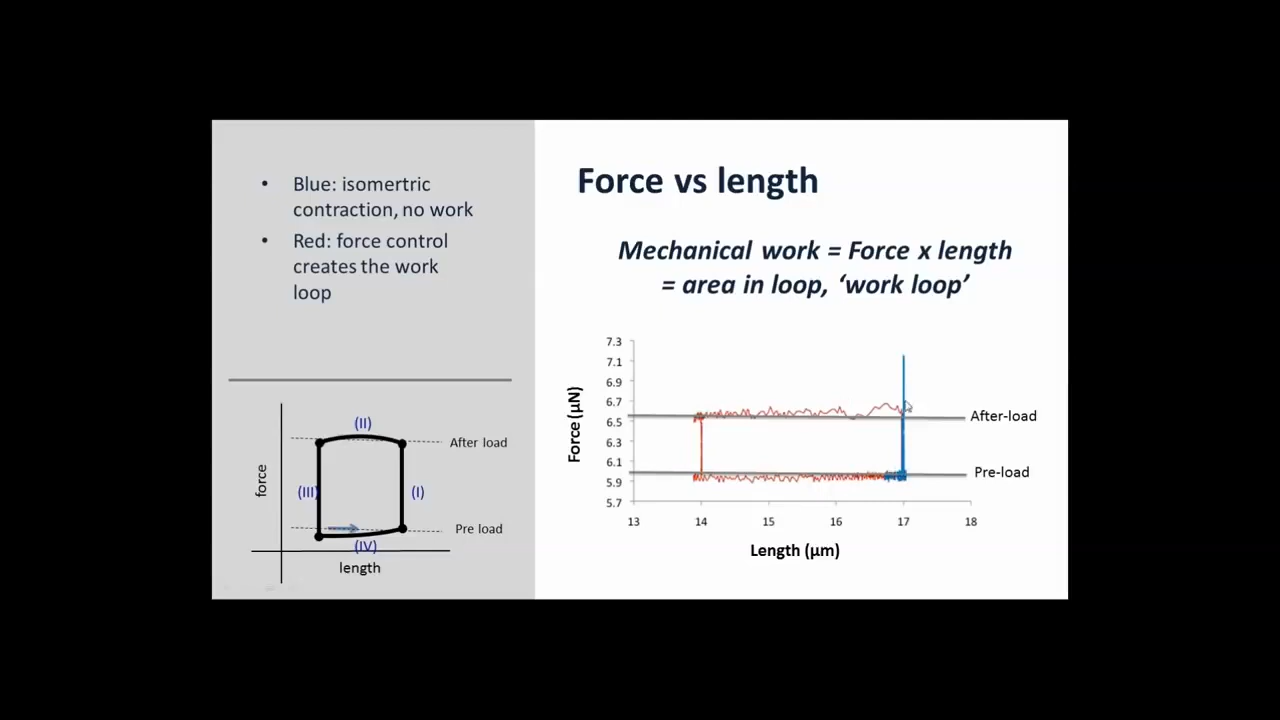 • Blue: isomertric
contraction, no work
• Red: force control
creates the work
loop
Force vs length
Mechanical work = Force x length
= area in loop, ‘work loop’
force
(II)
After load
(III)
(I)
Pre load
(IV)
length
Force (µN)
7.3
7.1
6.9
6.7
6.5
6.3
6.1
5.9
5.7
After-load
Pre-load
13 14 15 16 17 18
Length (µm)